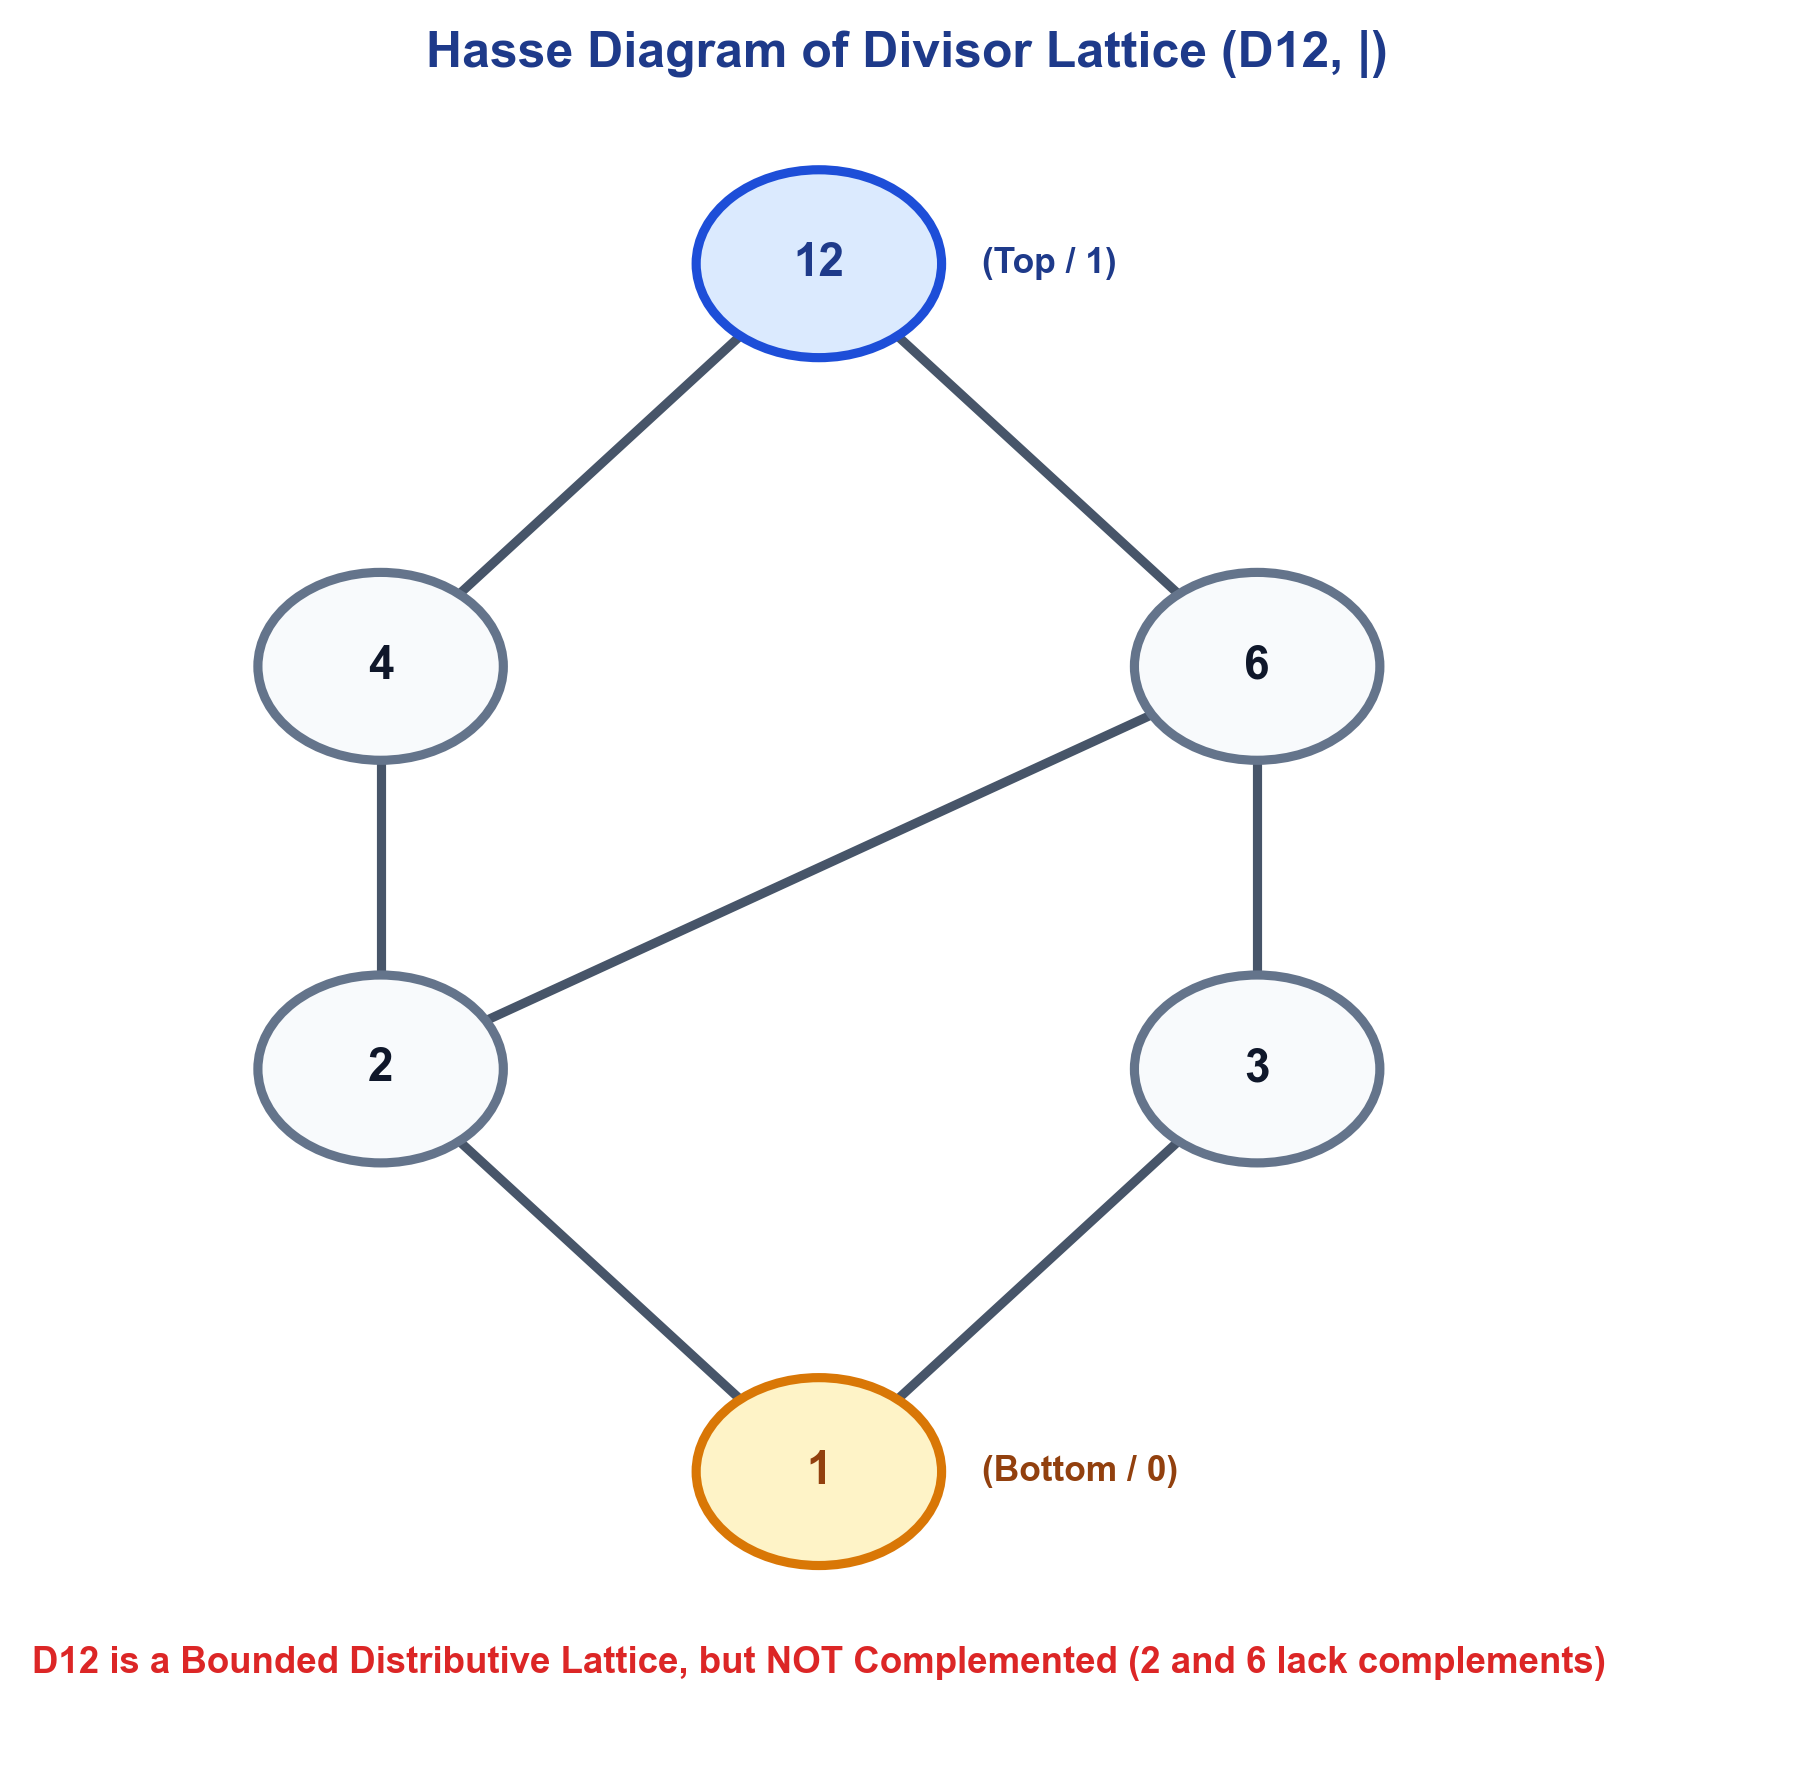 Hasse Diagram of Divisor Lattice (D12, |)
12
(Top / 1)
4
6
2
3
1
(Bottom / 0)
D12 is a Bounded Distributive Lattice, but NOT Complemented (2 and 6 lack complements)